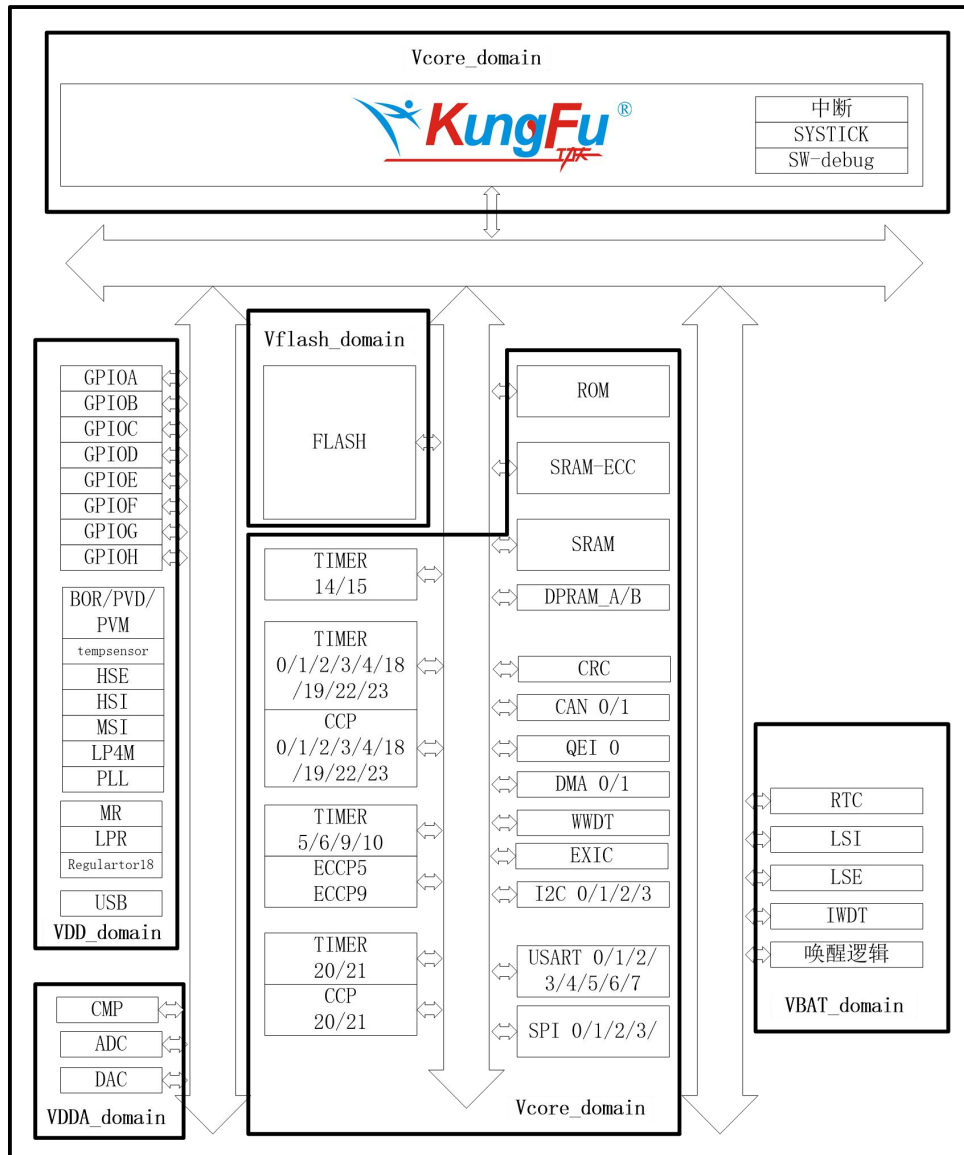 Vcore_domain
KungFu®
中断
SYSTICK
SW-debug
Vflash_domain
FLASH
GPIOA
GPIOB
GPIOC
GPIOD
GPIOE
GPIOF
GPIOG
GPIOH
BOR/PVD/
PVM
tempsensor
HSE
HSI
MSI
LP4M
PLL
MR
LPR
Regulartor18
USB
VDD_domain
CMP
ADC
DAC
VDDA_domain
TIMER
14/15
TIMER
0/1/2/3/4/18
/19/22/23
CCP
0/1/2/3/4/18
/19/22/23
TIMER
5/6/9/10
ECCP5
ECCP9
TIMER
20/21
CCP
20/21
ROM
SRAM-ECC
SRAM
DPRAM_A/B
CRC
CAN 0/1
QEI 0
DMA 0/1
WWDT
EXIC
I2C 0/1/2/3
USART 0/1/2/
3/4/5/6/7
SPI 0/1/2/3/
Vcore_domain
RTC
LSI
LSE
IWDT
唤醒逻辑
VBAT_domain